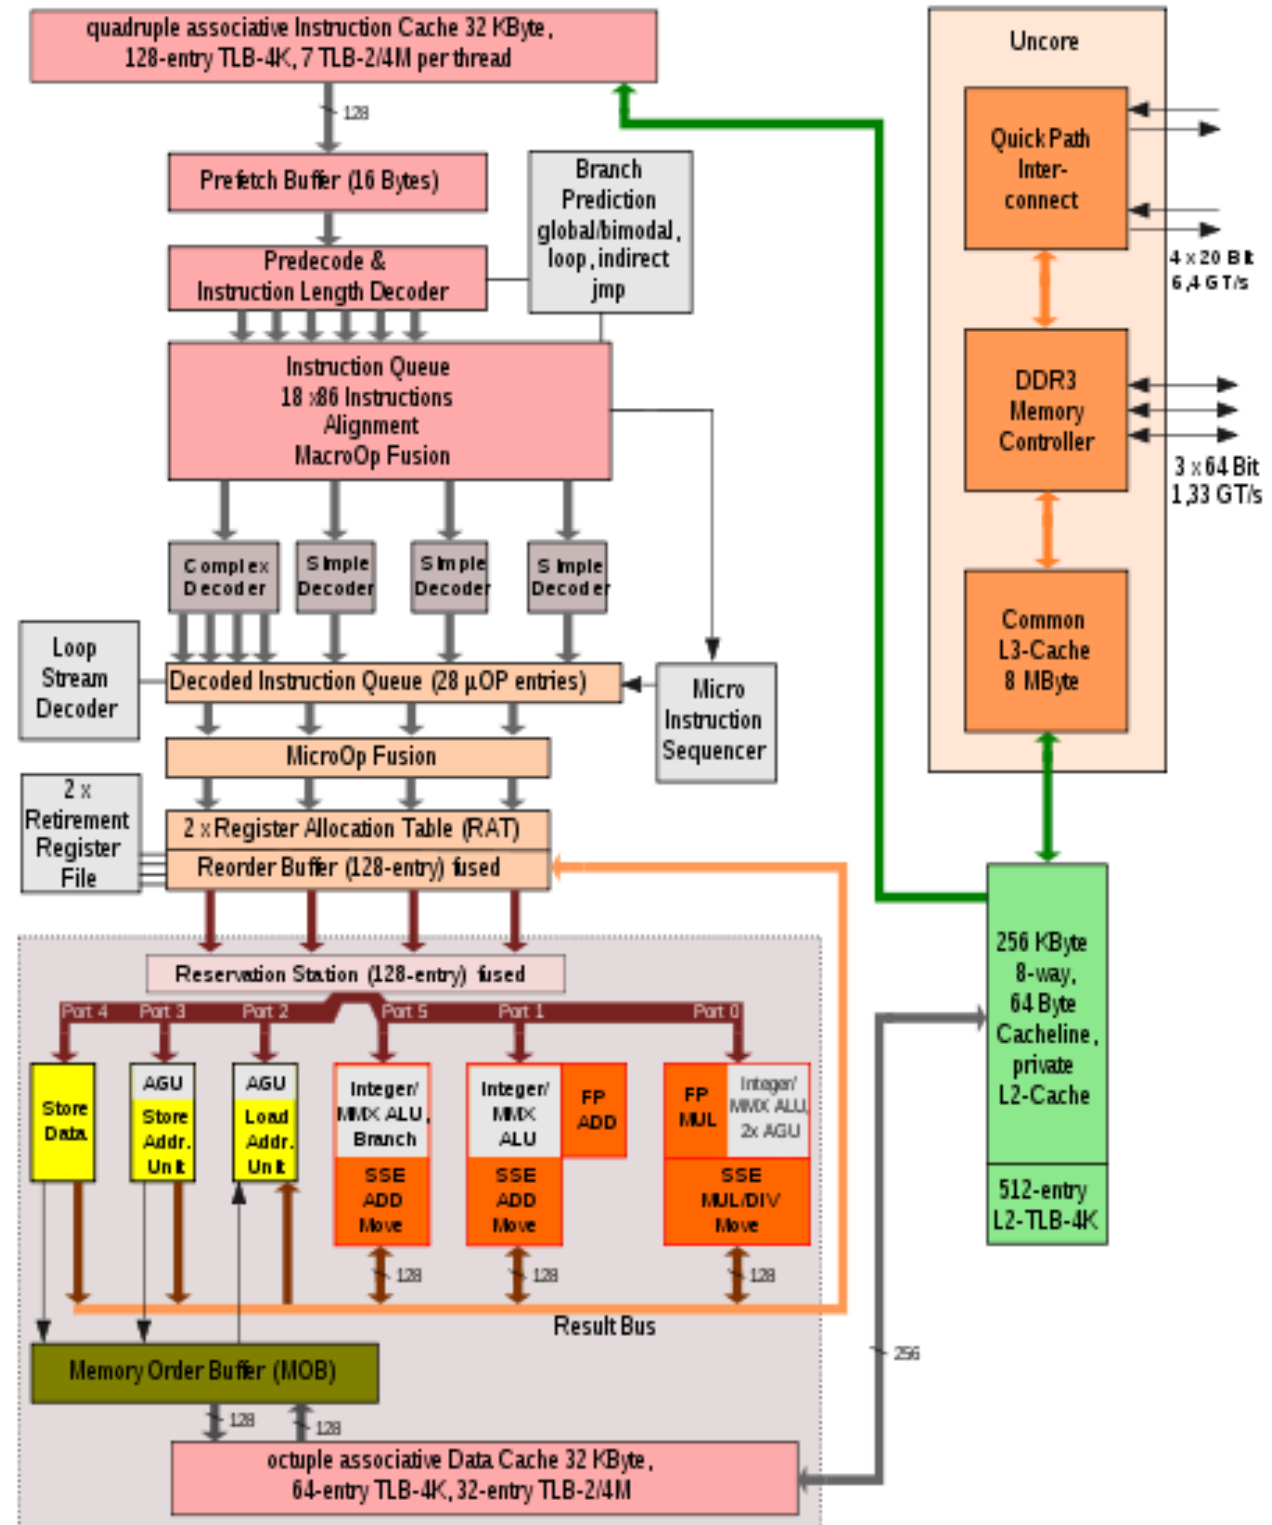 quadruple associative Instruction Cache 32 KByte,
128-entry TLB-4K, 7 TLB-2/4M per thread
128
Prefetch Buffer (16 Bytes)
Predecode &
Instruction Length Decoder
Branch
Prediction
global/bimodal,
loop, indirect
jmp
Instruction Queue
18 x86 Instructions
Alignment
MacroOp Fusion
Complex
Decoder
Simple
Decoder
Simple
Decoder
Simple
Decoder
Loop
Stream
Decoder
Decoded Instruction Queue (28 µOP entries)
Micro
Instruction
Sequencer
MicroOp Fusion
2 x
Retirement
Register
File
2 x Register Allocation Table (RAT)
Reorder Buffer (128-entry) fused
Reservation Station (128-entry) fused
Port 4
Port 3
Port 2
Port 5
Port 1
Port 0
Store
Data
AGU
Store
Addr.
Unit
AGU
Load
Addr.
Unit
Integer/
MMX ALU,
Branch
SSE
ADD
Move
Integer/
MMX
ALU
FP
ADD
SSE
ADD
Move
FP
MUL
Integer/
MMX ALU,
2x AGU
SSE
MUL/DIV
Move
128
128
128
Result Bus
Memory Order Buffer (MOB)
128
128
octuple associative Data Cache 32 KByte,
64-entry TLB-4K, 32-entry TLB-2/4M
256
Uncore
Quick Path
Inter-
connect
4 x 20 Bit
6,4 GT/s
DDR3
Memory
Controller
3 x 64 Bit
1,33 GT/s
Common
L3-Cache
8 MByte
256 KByte
8-way,
64 Byte
Cacheline,
private
L2-Cache
512-entry
L2-TLB-4K